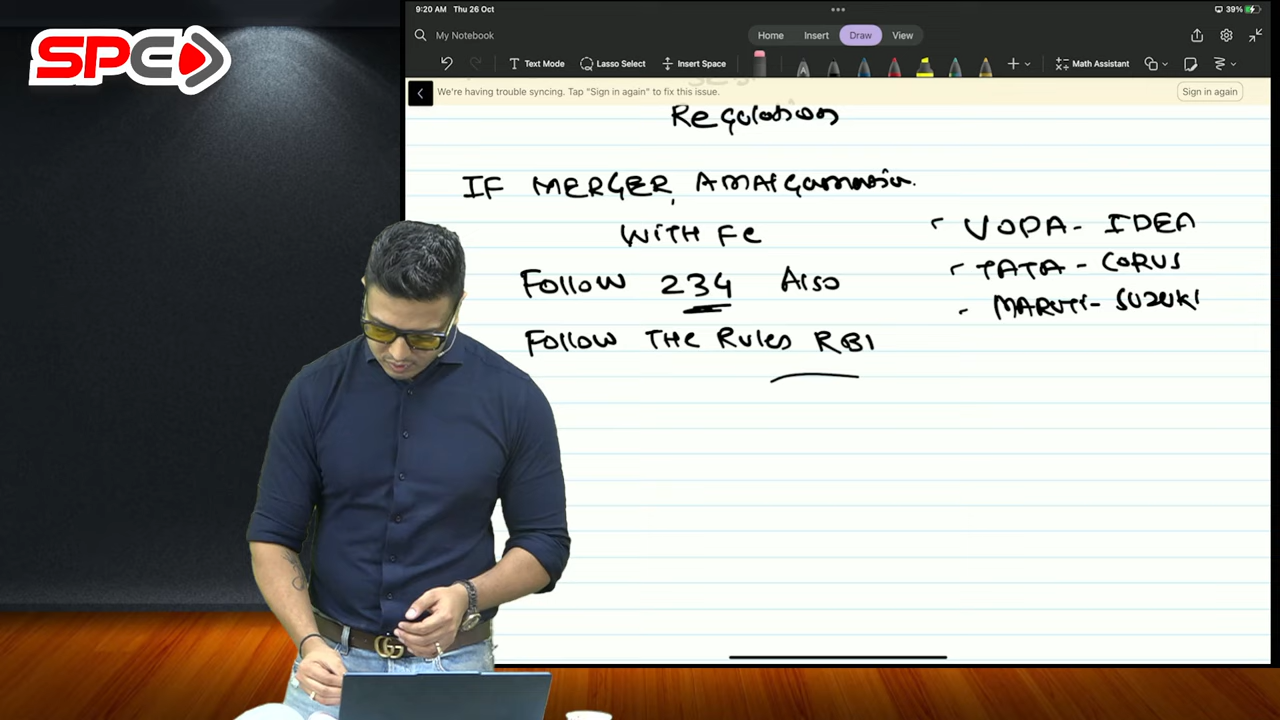 SPC
9:20 AM Thu 26 Oct
39%
My Notebook
Home Insert Draw View
Text Mode Lasso Select Insert Space Math Assistant
We're having trouble syncing. Tap "Sign in again" to fix this issue. Sign in again
Regulations
IF MERGER, AMAlgamation.
WITH FC
Follow 234 Also
Follow THE Rules RBI
VODA - IDEA
TATA - CORUS
MARUTI - SUZUKI